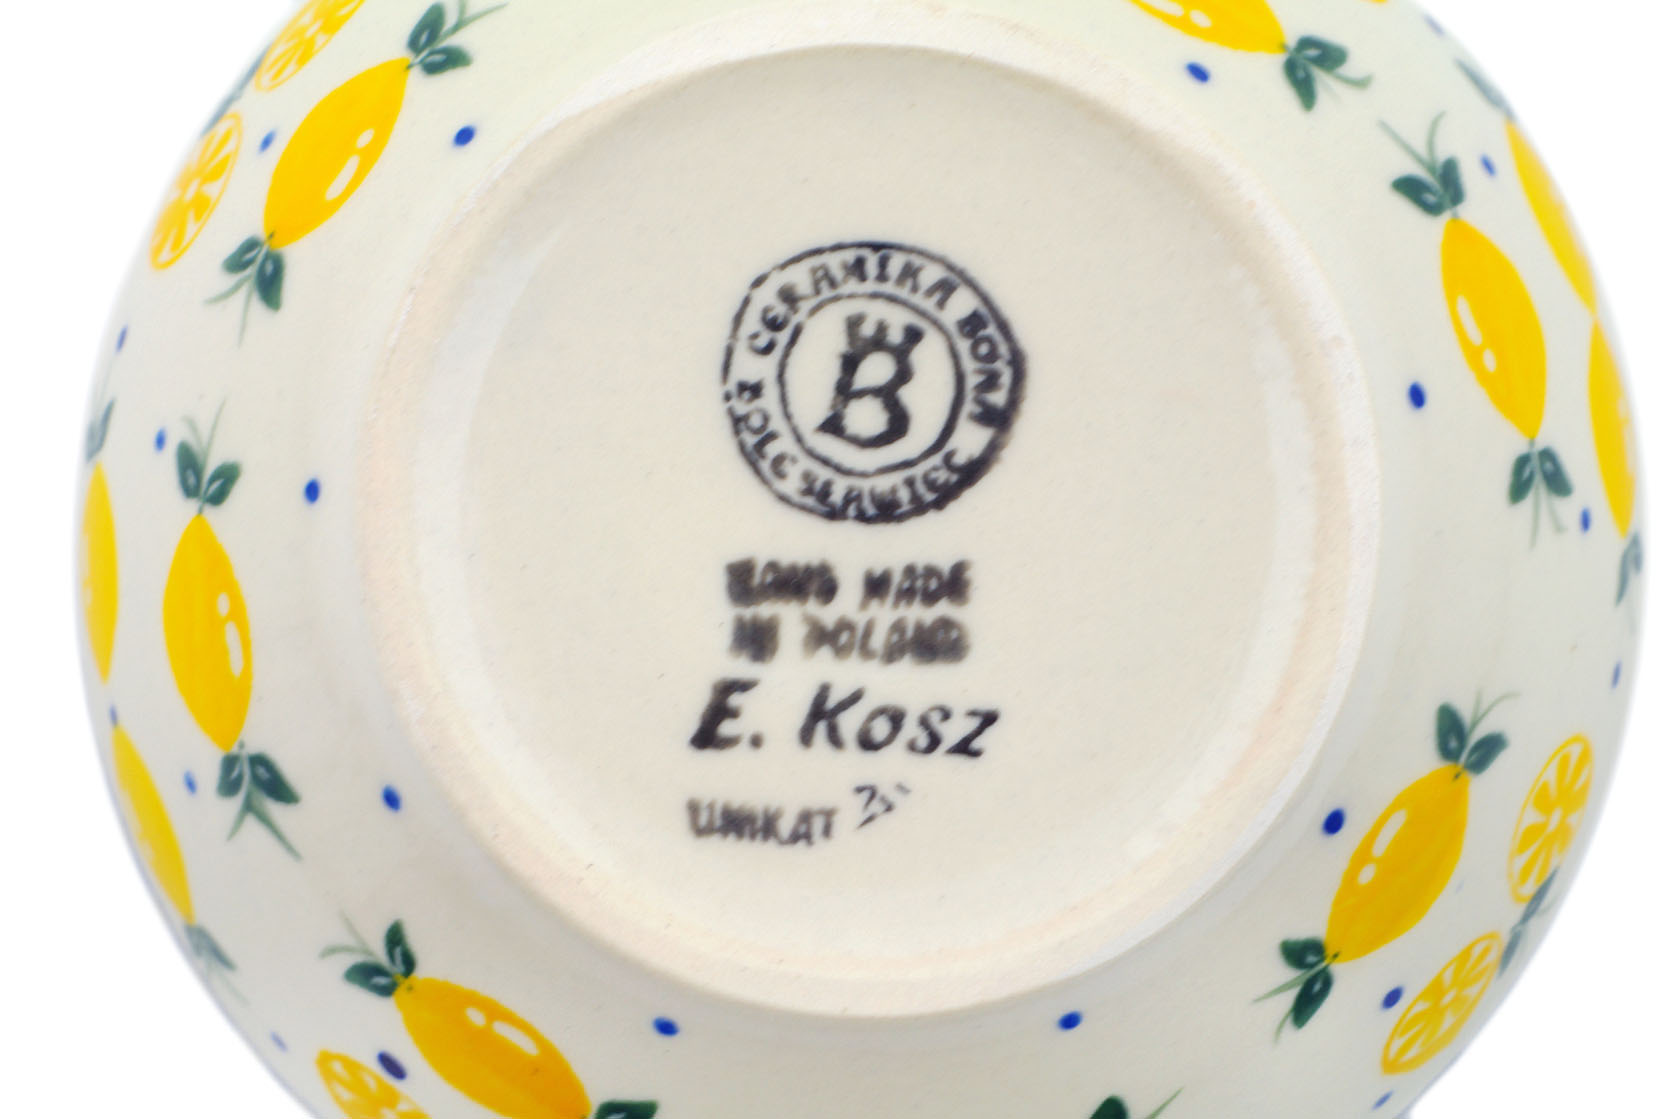 CERAMIKA BONA
BOLESŁAWIEC
B
HAND MADE
IN POLAND
E. Kosz
UNIKAT